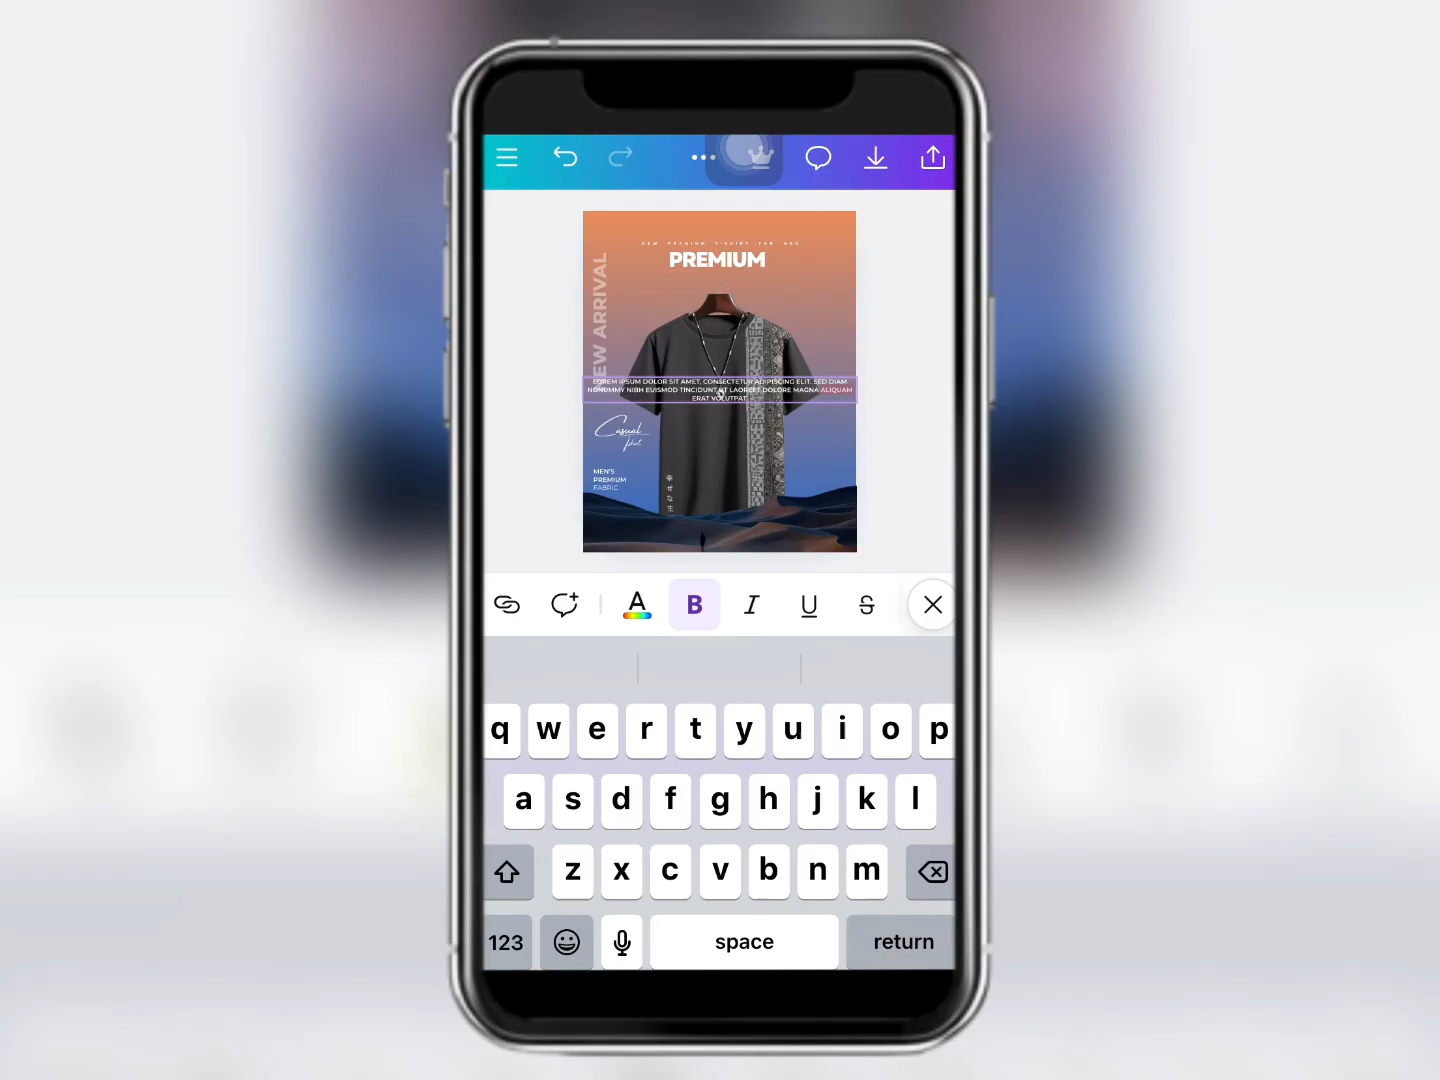 NEW PREMIUM T-SHIRT FOR MEN
PREMIUM
NEW ARRIVAL
LOREM IPSUM DOLOR SIT AMET, CONSECTETUR ADIPISCING ELIT, SED DIAM
NONUMMY NIBH EUISMOD TINCIDUNT UT LAOREET DOLORE MAGNA ALIQUAM
ERAT VOLUTPAT
Casual
MEN'S
PREMIUM
FABRIC
A B I U S
q w e r t y u i o p
a s d f g h j k l
z x c v b n m
123 space return